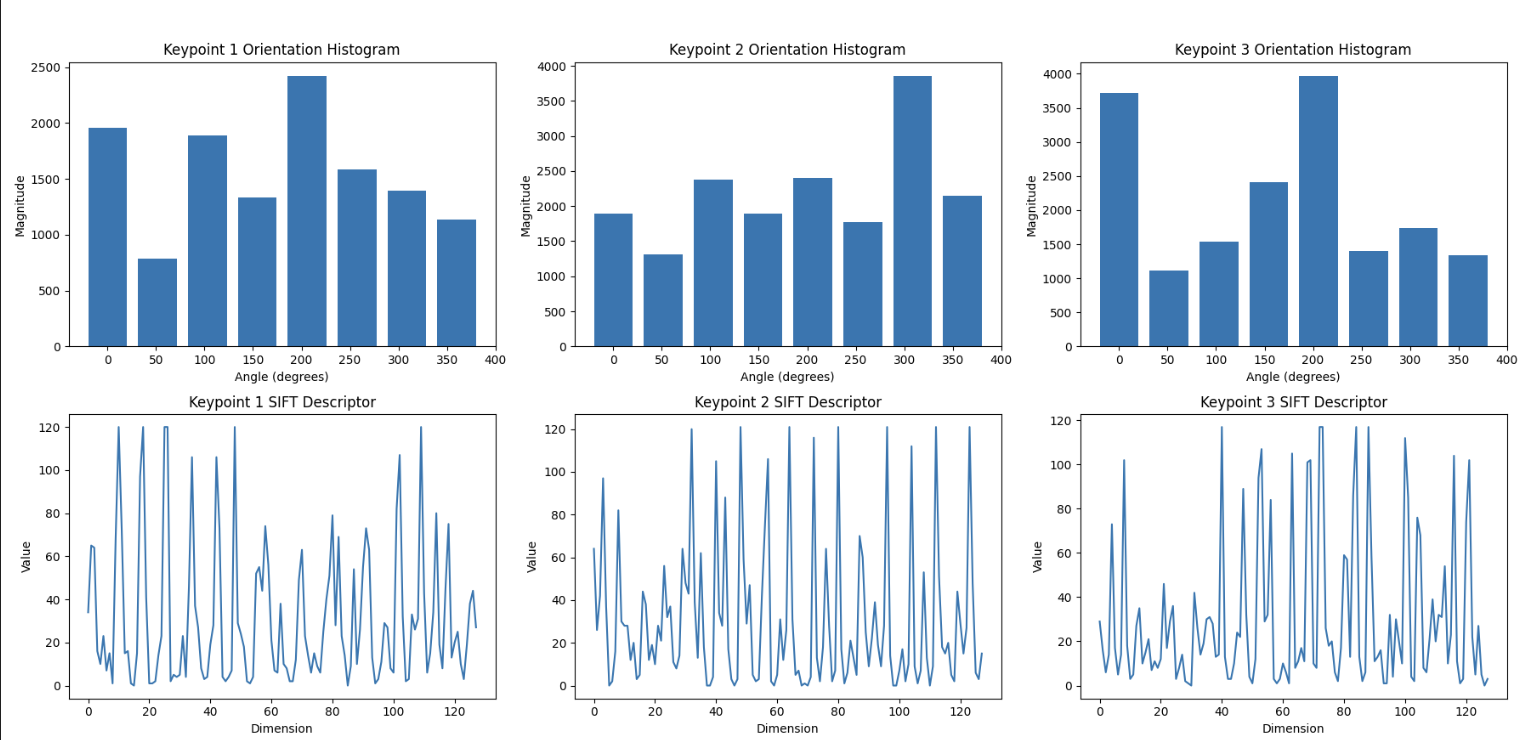 Keypoint 1 Orientation Histogram
Keypoint 2 Orientation Histogram
Keypoint 3 Orientation Histogram
Magnitude
2500
2000
1500
1000
500
0
0 50 100 150 200 250 300 350 400
Angle (degrees)
Magnitude
4000
3500
3000
2500
2000
1500
1000
500
0
0 50 100 150 200 250 300 350 400
Angle (degrees)
Magnitude
4000
3500
3000
2500
2000
1500
1000
500
0
0 50 100 150 200 250 300 350 400
Angle (degrees)
Keypoint 1 SIFT Descriptor
Keypoint 2 SIFT Descriptor
Keypoint 3 SIFT Descriptor
Value
120
100
80
60
40
20
0
0 20 40 60 80 100 120
Dimension
Value
120
100
80
60
40
20
0
0 20 40 60 80 100 120
Dimension
Value
120
100
80
60
40
20
0
0 20 40 60 80 100 120
Dimension